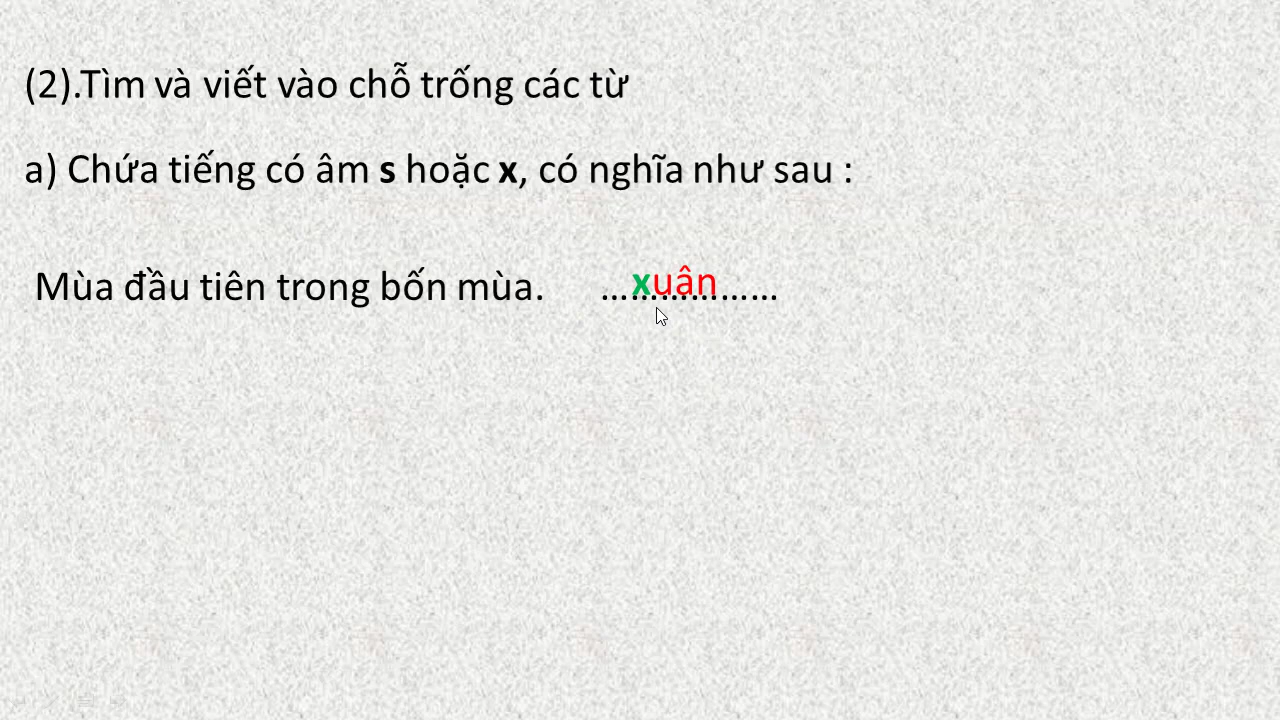 (2).Tìm và viết vào chỗ trống các từ
a) Chứa tiếng có âm s hoặc x, có nghĩa như sau :
Mùa đầu tiên trong bốn mùa. ..................xuân